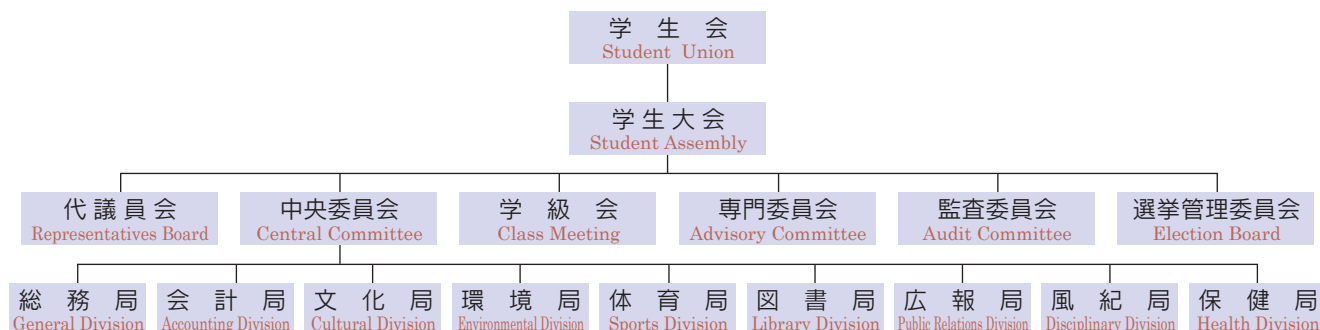 学生会
Student Union
学生大会
Student Assembly
代議員会
Representatives Board
中央委員会
Central Committee
学級会
Class Meeting
専門委員会
Advisory Committee
監査委員会
Audit Committee
選挙管理委員会
Election Board
総務局
General Division
会計局
Accounting Division
文化局
Cultural Division
環境局
Environmental Division
体育局
Sports Division
図書局
Library Division
広報局
Public Relations Division
風紀局
Disciplinary Division
保健局
Health Division